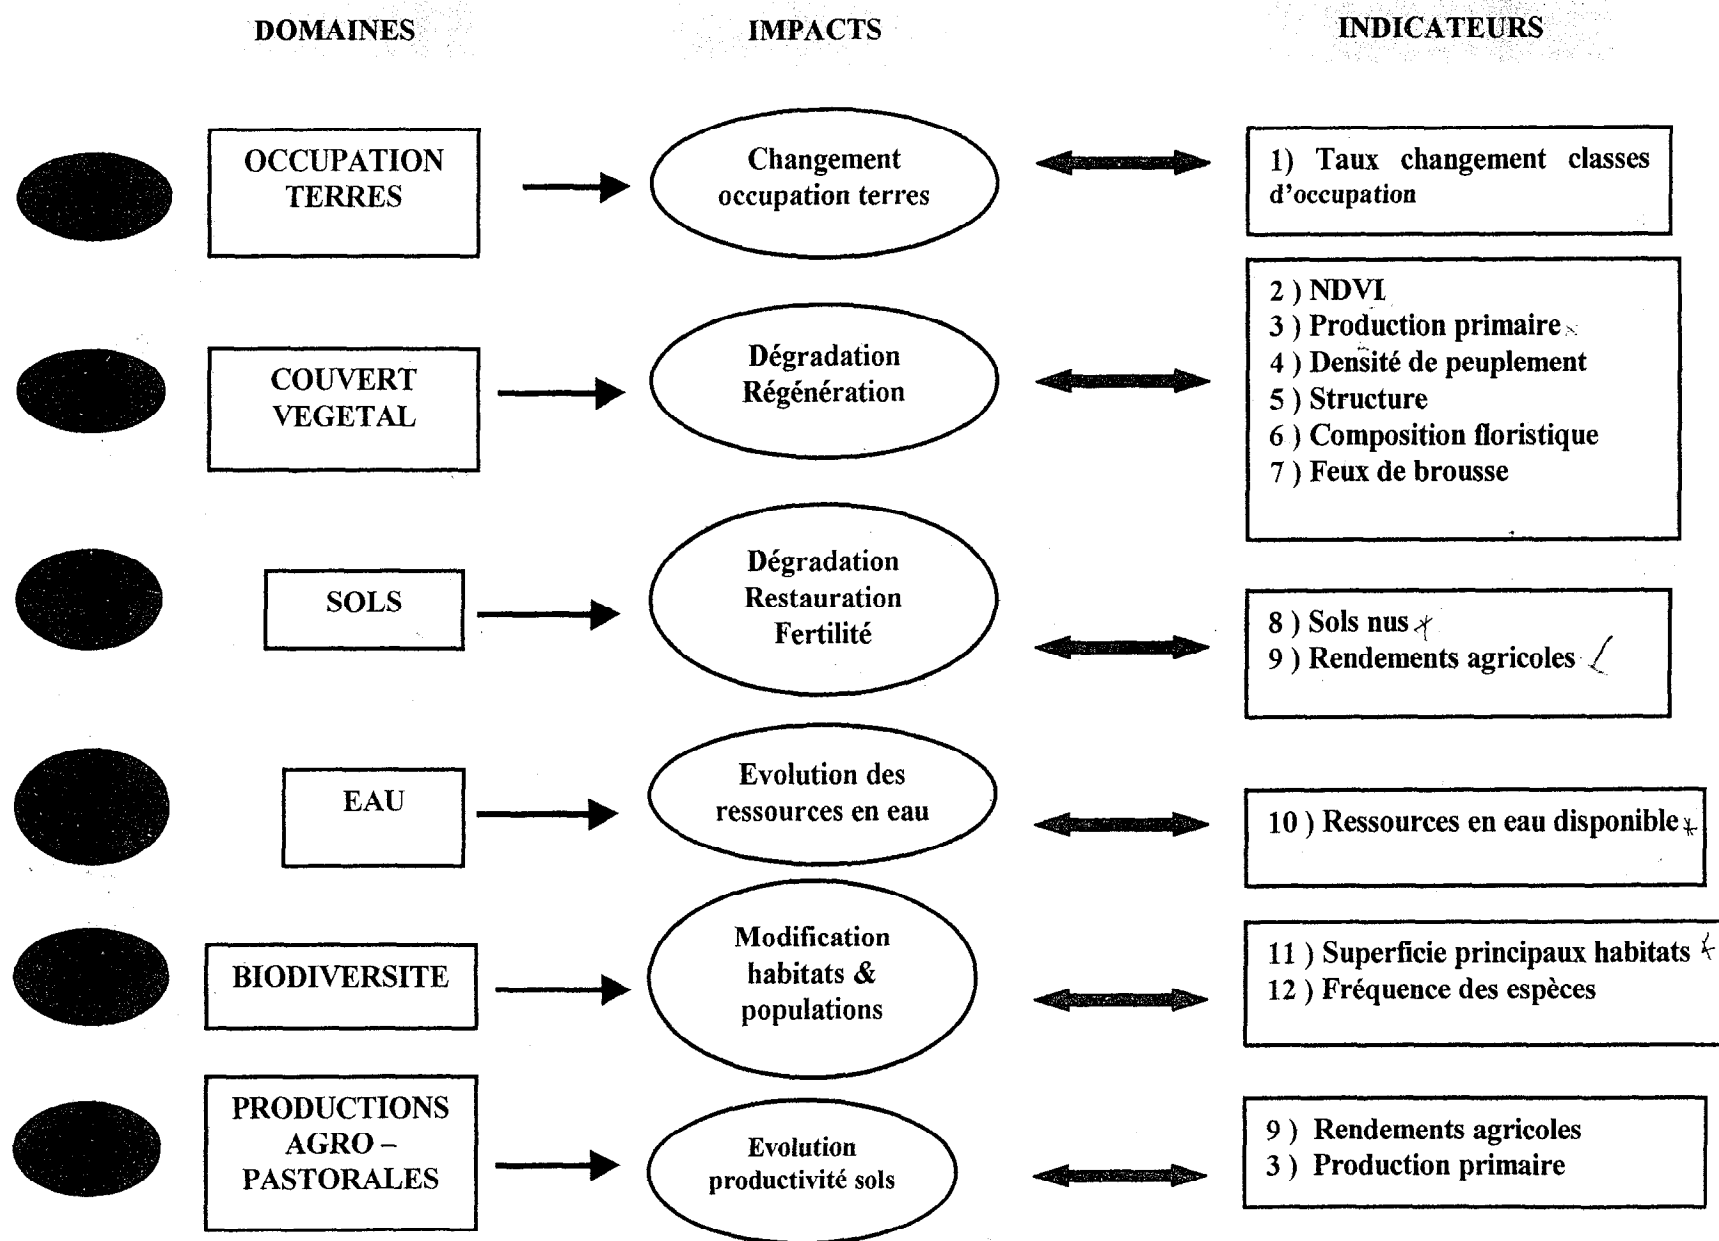 DOMAINES
IMPACTS
INDICATEURS
OCCUPATION
TERRES
Changement
occupation terres
1) Taux changement classes
d'occupation
COUVERT
VEGETAL
Dégradation
Régénération
2 ) NDVI
3 ) Production primaire
4 ) Densité de peuplement
5 ) Structure
6 ) Composition floristique
7 ) Feux de brousse
SOLS
Dégradation
Restauration
Fertilité
8 ) Sols nus
9 ) Rendements agricoles
EAU
Evolution des
ressources en eau
10 ) Ressources en eau disponible
BIODIVERSITE
Modification
habitats &
populations
11 ) Superficie principaux habitats
12 ) Fréquence des espèces
PRODUCTIONS
AGRO –
PASTORALES
Evolution
productivité sols
9 ) Rendements agricoles
3 ) Production primaire